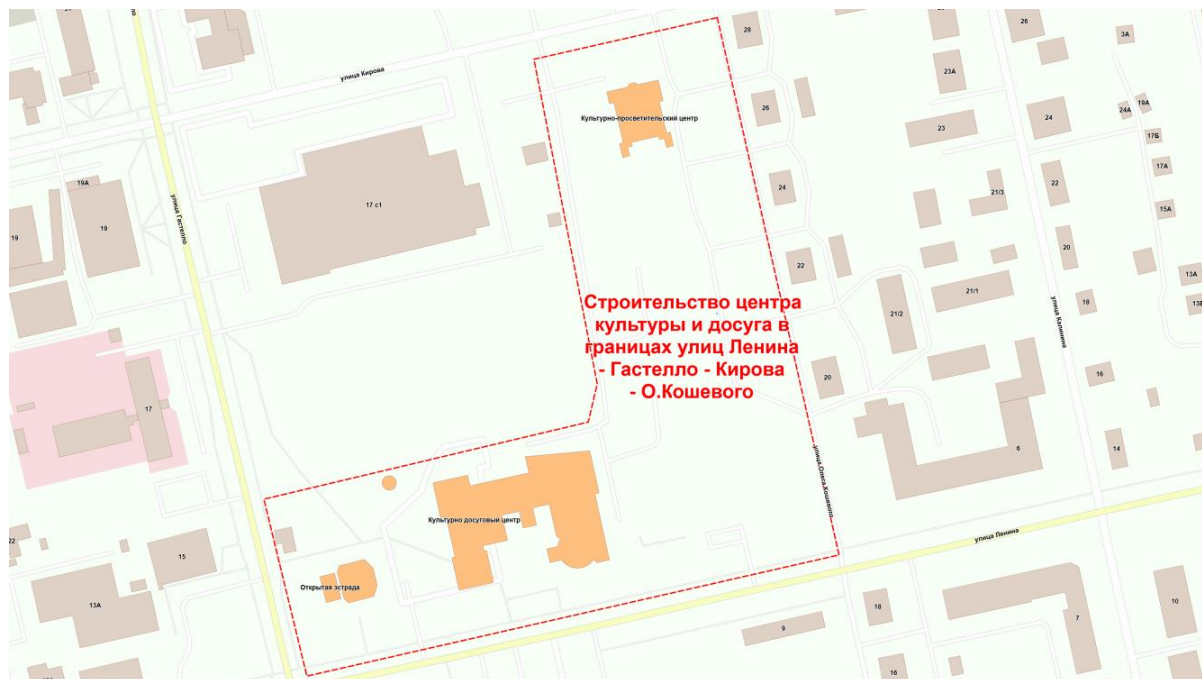 28
26
3А
улица Кирова
23А
Культурно-просветительский центр
26
23
24
24А
19А
17Б
19А
24
22
17А
21/3
15А
17 с1
улица Гастелло
19
19
20
22
13А
21/1
18
21/2
улица Калинина
Строительство центра
культуры и досуга в
границах улиц Ленина
- Гастелло - Кирова
- О.Кошевого
20
16
17
6
14
улица Олега Кошевого
Культурно досуговый центр
улица Ленина
22
15
Открытая эстрада
13А
18
9
7
10
16